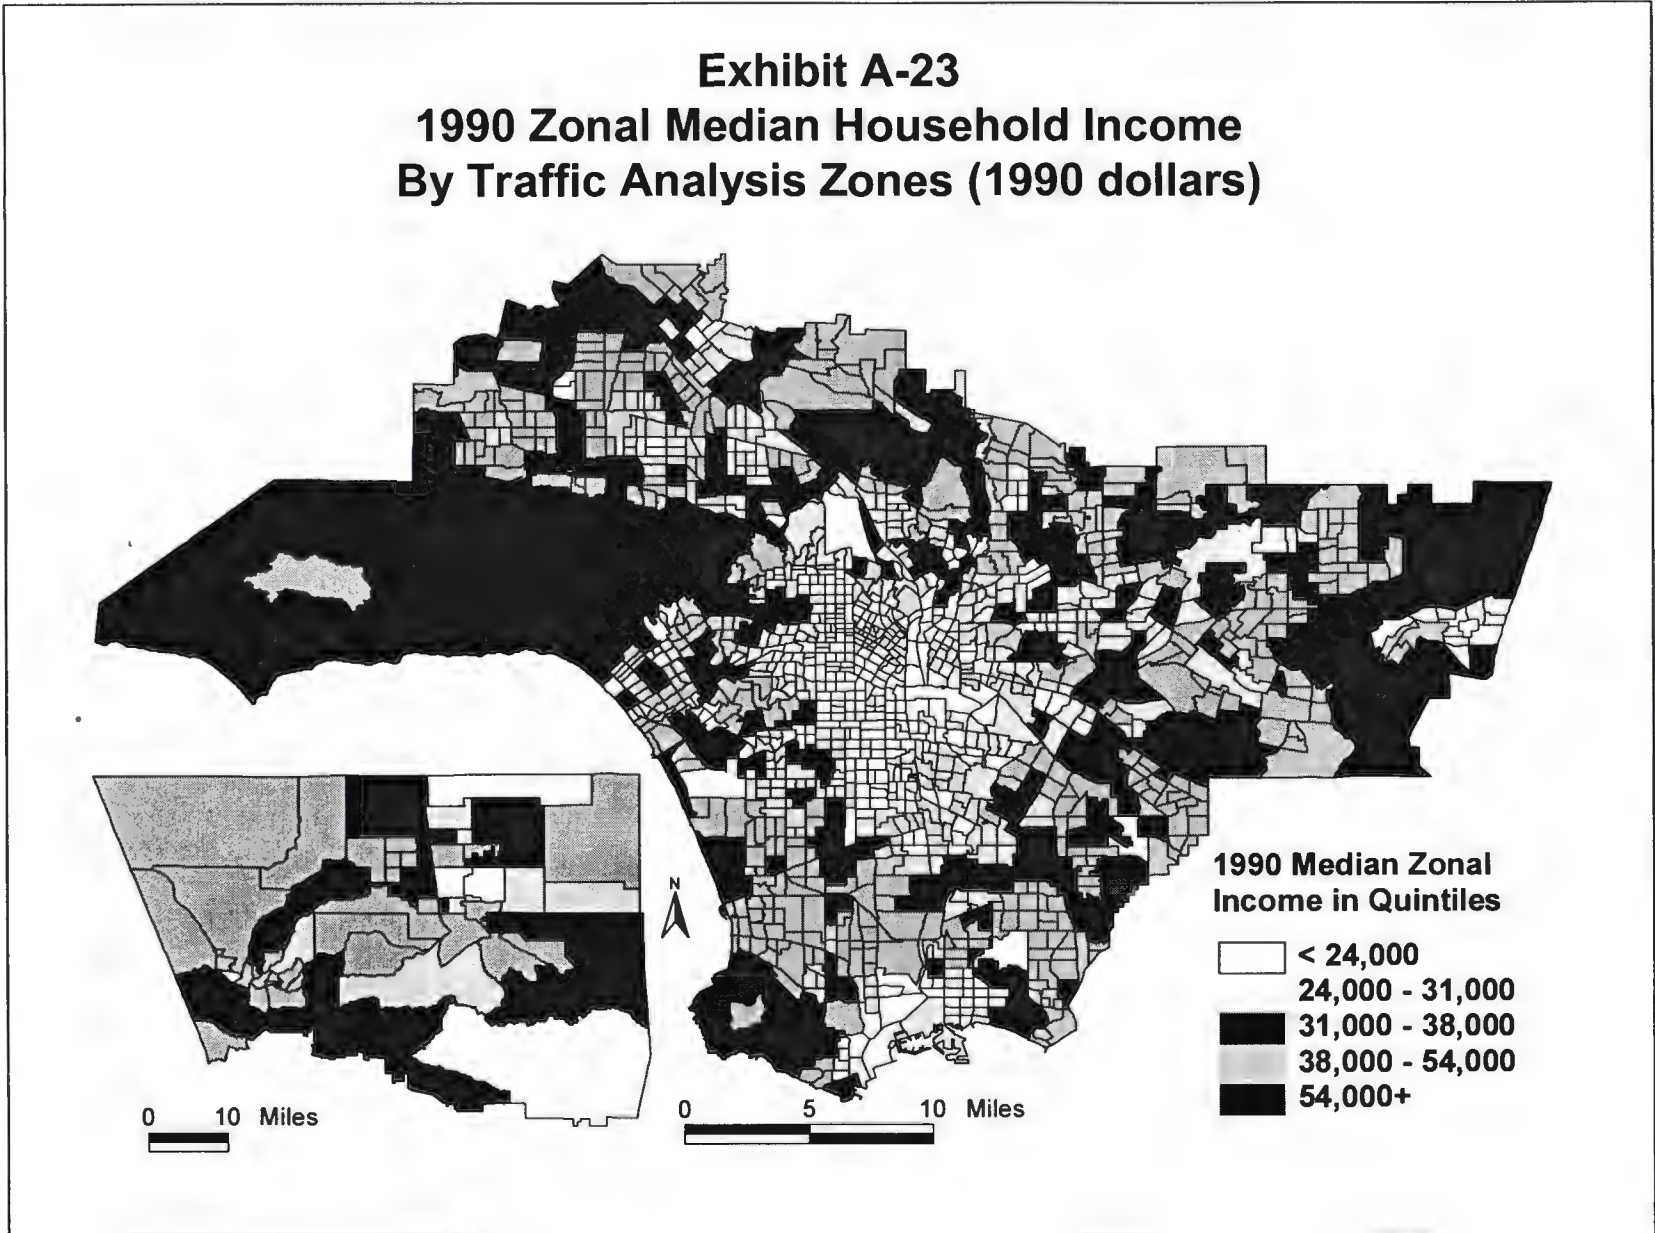 Exhibit A-23
1990 Zonal Median Household Income
By Traffic Analysis Zones (1990 dollars)
N
1990 Median Zonal
Income in Quintiles
< 24,000
24,000 - 31,000
31,000 - 38,000
38,000 - 54,000
54,000+
0 10 Miles
0 5 10 Miles